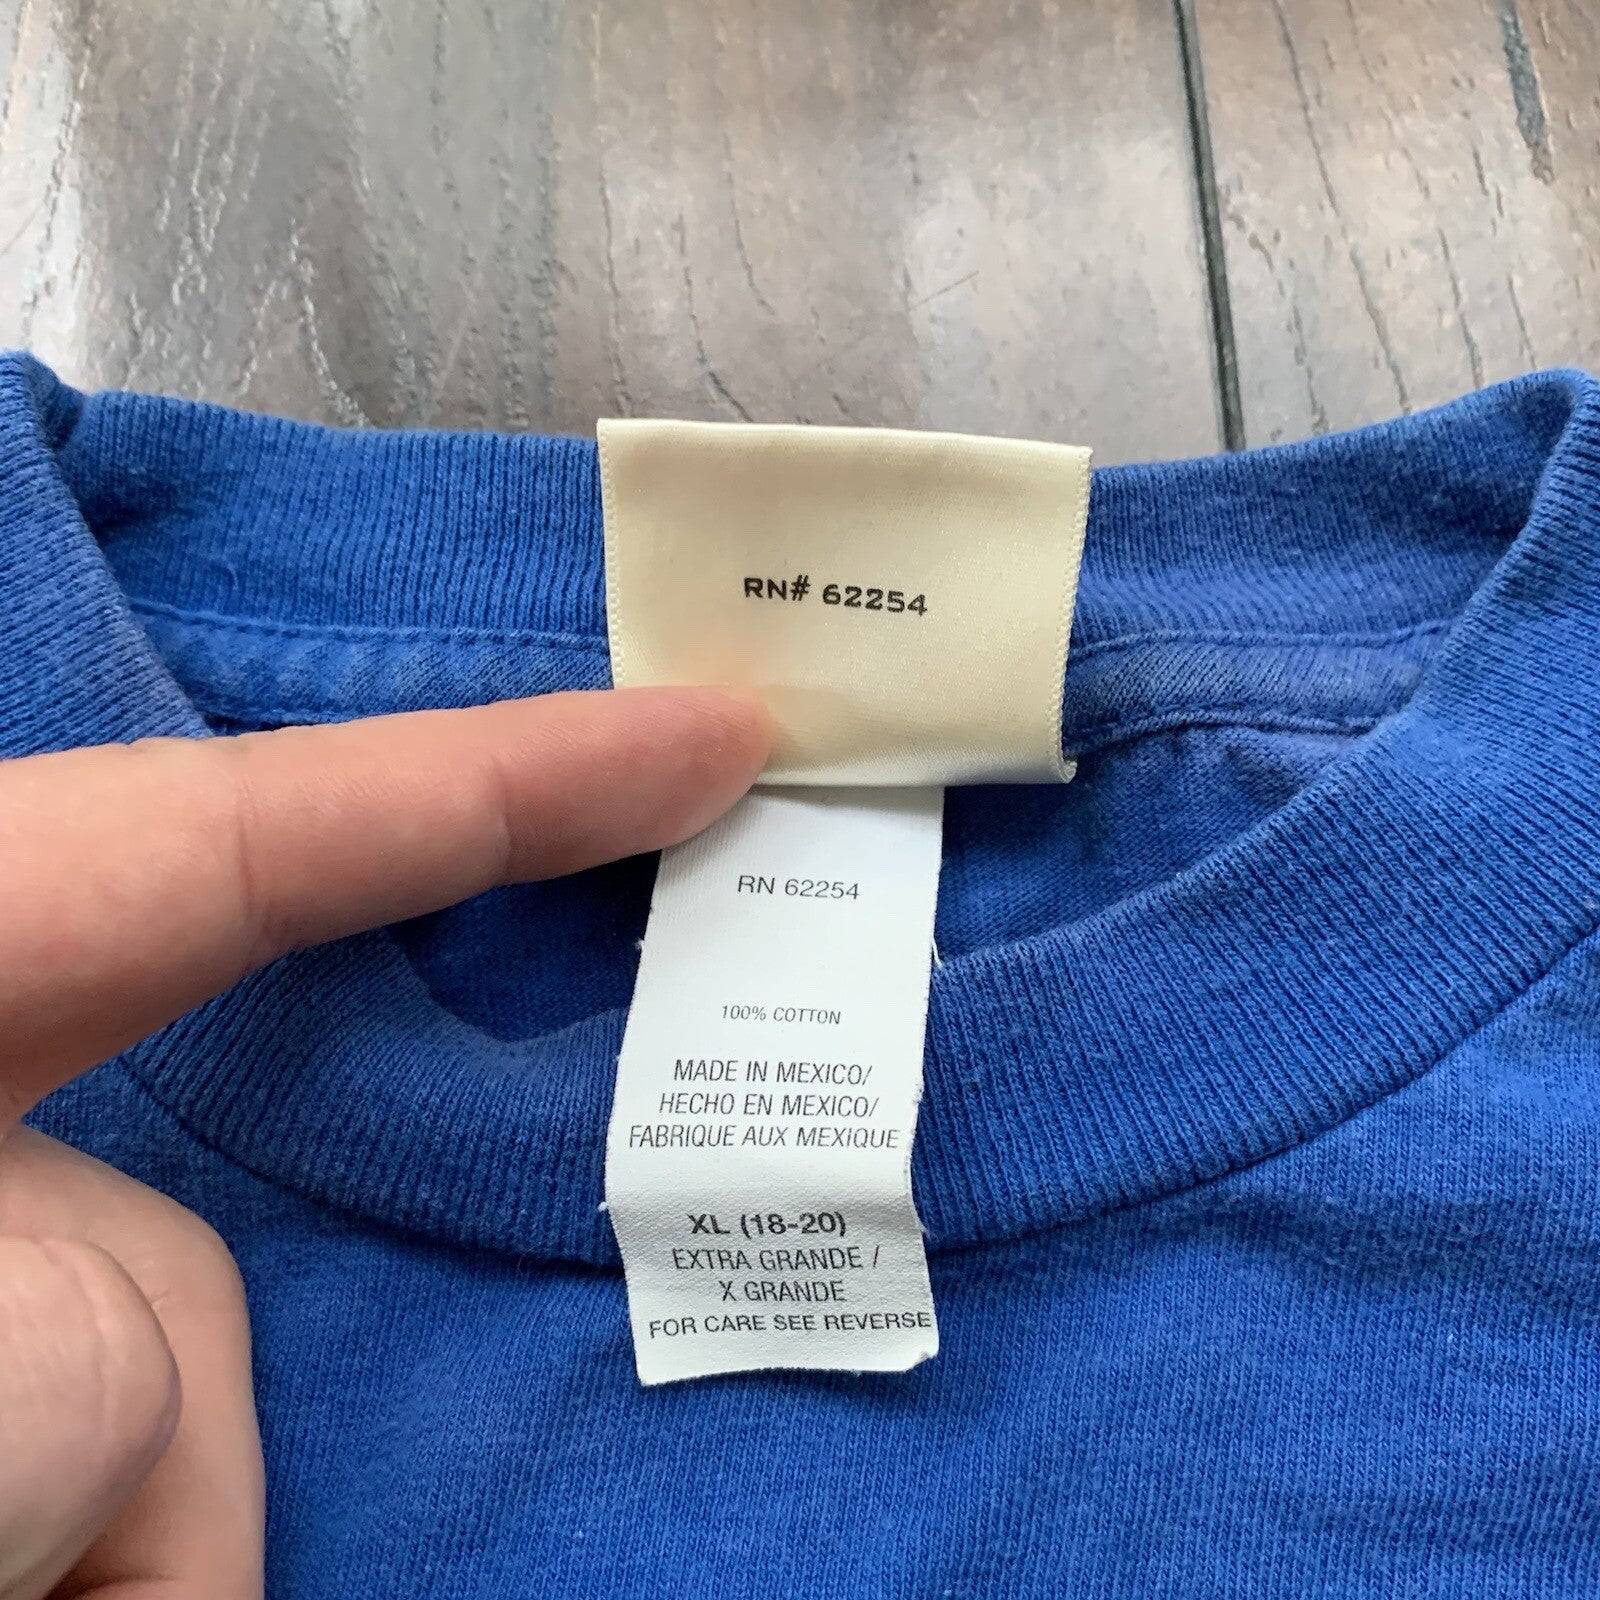 RN# 62254
RN 62254
100% COTTON
MADE IN MEXICO/
HECHO EN MEXICO/
FABRIQUE AUX MEXIQUE
XL (18-20)
EXTRA GRANDE /
X GRANDE
FOR CARE SEE REVERSE